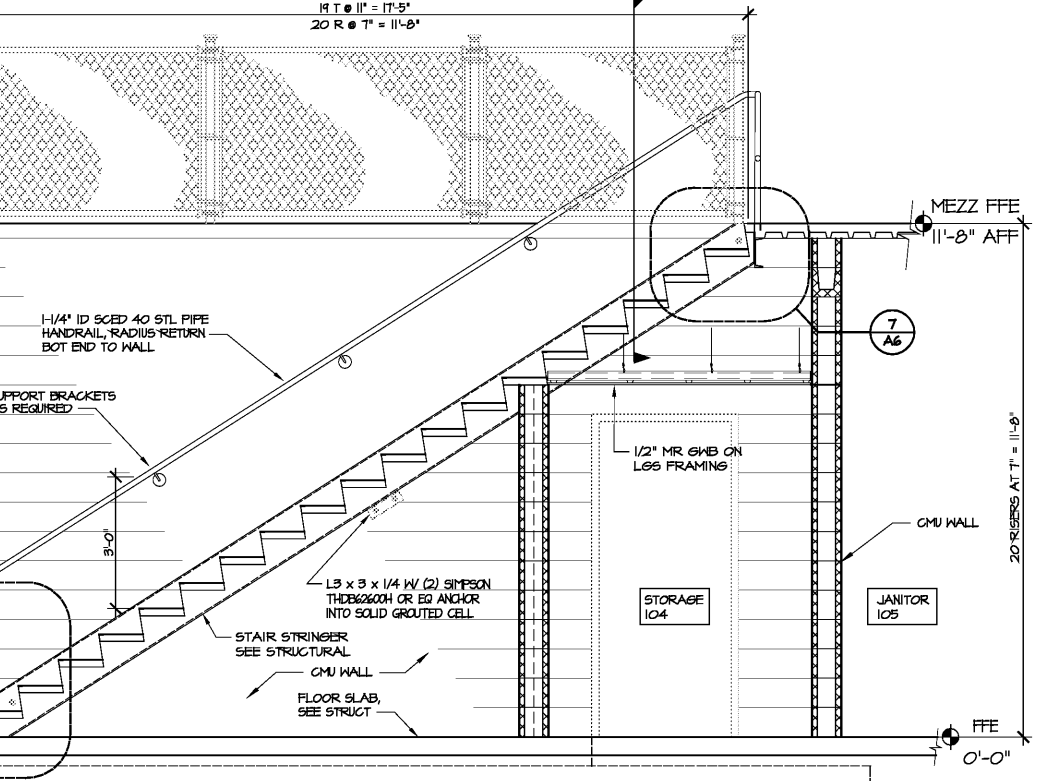 19 T @ 11" = 17'-5"
20 R @ 7" = 11'-8"
MEZZ FFE
11'-8" AFF
1-1/4" ID SCED 40 STL PIPE
HANDRAIL, RADIUS RETURN
BOT END TO WALL
7
A6
UPPORT BRACKETS
S REQUIRED
1/2" MR GWB ON
LGS FRAMING
20 RISERS AT 7" = 11'-8"
CMU WALL
3'-0"
L3 x 3 x 1/4 W/ (2) SIMPSON
THDB62600H OR EQ ANCHOR
INTO SOLID GROUTED CELL
STORAGE
104
JANITOR
105
STAIR STRINGER
SEE STRUCTURAL
CMU WALL
FLOOR SLAB,
SEE STRUCT
FFE
0'-0"